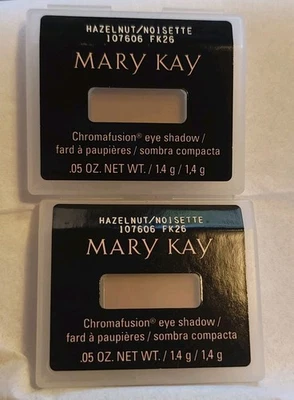 HAZELNUT/NOISETTE
107606 FK26
MARY KAY
Chromafusion® eye shadow /
fard à paupières / sombra compacta
.05 OZ. NET WT. / 1.4 g / 1,4 g
HAZELNUT/NOISETTE
107606 FK26
MARY KAY
Chromafusion® eye shadow /
fard à paupières / sombra compacta
.05 OZ. NET WT. / 1.4 g / 1,4 g